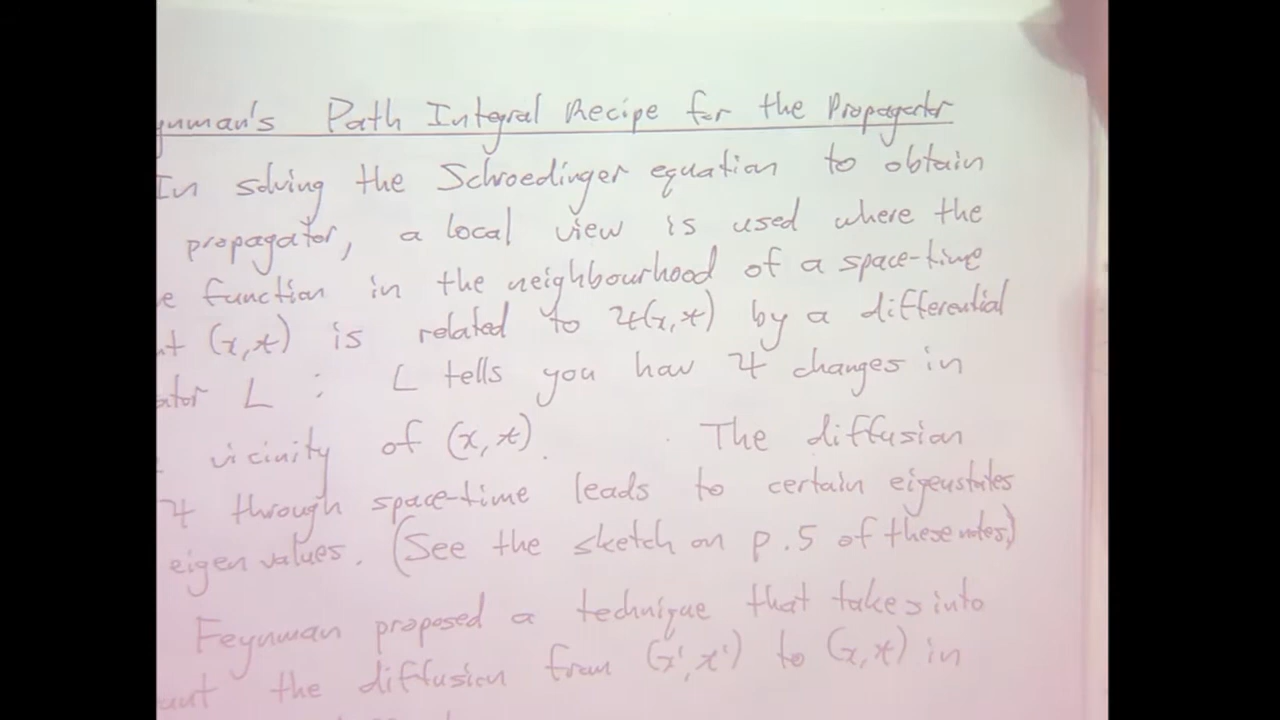 ynman's Path Integral Recipe for the Propagator
In solving the Schroedinger equation to obtain
propagator, a local view is used where the
e function in the neighbourhood of a space-time
nt (x,t) is related to Ψ(x,t) by a differential
ator L : L tells you how Ψ changes in
vicinity of (x,t). The diffusion
Ψ through space-time leads to certain eigenstates
eigen values. (See the sketch on p.5 of these notes)
Feynman proposed a technique that takes into
unt the diffusion from (x',t') to (x,t) in